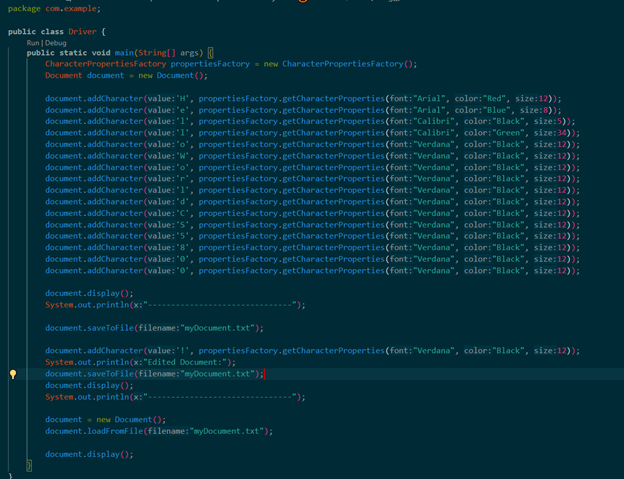 package com.example;
public class Driver {
Run | Debug
public static void main(String[] args) {
CharacterPropertiesFactory propertiesFactory = new CharacterPropertiesFactory();
Document document = new Document();
document.addCharacter(value:'H', propertiesFactory.getCharacterProperties(font:"Arial", color:"Red", size:12));
document.addCharacter(value:'e', propertiesFactory.getCharacterProperties(font:"Arial", color:"Blue", size:8));
document.addCharacter(value:'l', propertiesFactory.getCharacterProperties(font:"Calibri", color:"Black", size:5));
document.addCharacter(value:'l', propertiesFactory.getCharacterProperties(font:"Calibri", color:"Green", size:34));
document.addCharacter(value:'o', propertiesFactory.getCharacterProperties(font:"Verdana", color:"Black", size:12));
document.addCharacter(value:'W', propertiesFactory.getCharacterProperties(font:"Verdana", color:"Black", size:12));
document.addCharacter(value:'o', propertiesFactory.getCharacterProperties(font:"Verdana", color:"Black", size:12));
document.addCharacter(value:'r', propertiesFactory.getCharacterProperties(font:"Verdana", color:"Black", size:12));
document.addCharacter(value:'l', propertiesFactory.getCharacterProperties(font:"Verdana", color:"Black", size:12));
document.addCharacter(value:'d', propertiesFactory.getCharacterProperties(font:"Verdana", color:"Black", size:12));
document.addCharacter(value:'C', propertiesFactory.getCharacterProperties(font:"Verdana", color:"Black", size:12));
document.addCharacter(value:'S', propertiesFactory.getCharacterProperties(font:"Verdana", color:"Black", size:12));
document.addCharacter(value:'5', propertiesFactory.getCharacterProperties(font:"Verdana", color:"Black", size:12));
document.addCharacter(value:'8', propertiesFactory.getCharacterProperties(font:"Verdana", color:"Black", size:12));
document.addCharacter(value:'0', propertiesFactory.getCharacterProperties(font:"Verdana", color:"Black", size:12));
document.addCharacter(value:'0', propertiesFactory.getCharacterProperties(font:"Verdana", color:"Black", size:12));
document.display();
System.out.println(x:"-------------------------------");
document.saveToFile(filename:"myDocument.txt");
document.addCharacter(value:'!', propertiesFactory.getCharacterProperties(font:"Verdana", color:"Black", size:12));
System.out.println(x:"Edited Document:");
document.saveToFile(filename:"myDocument.txt");
document.display();
System.out.println(x:"-------------------------------");
document = new Document();
document.loadFromFile(filename:"myDocument.txt");
document.display();
}
}